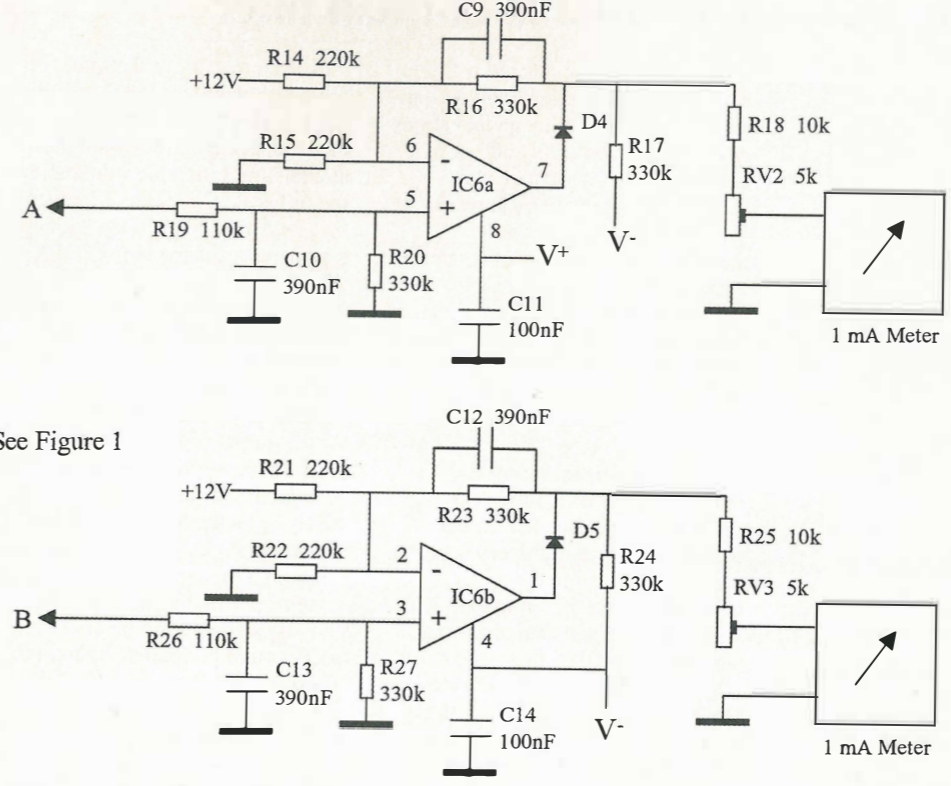 C9 390nF
R14 220k
+12V
R16 330k
D4
R18 10k
R15 220k
6
R17
330k
-
IC6a
7
RV2 5k
5
+
A
R19 110k
8
V-
R20
330k
V+
C10
390nF
C11
100nF
1 mA Meter
C12 390nF
See Figure 1
R21 220k
+12V
R23 330k
D5
R25 10k
R22 220k
2
R24
330k
-
IC6b
1
RV3 5k
3
+
B
R26 110k
4
R27
330k
C13
390nF
C14
100nF
V-
1 mA Meter